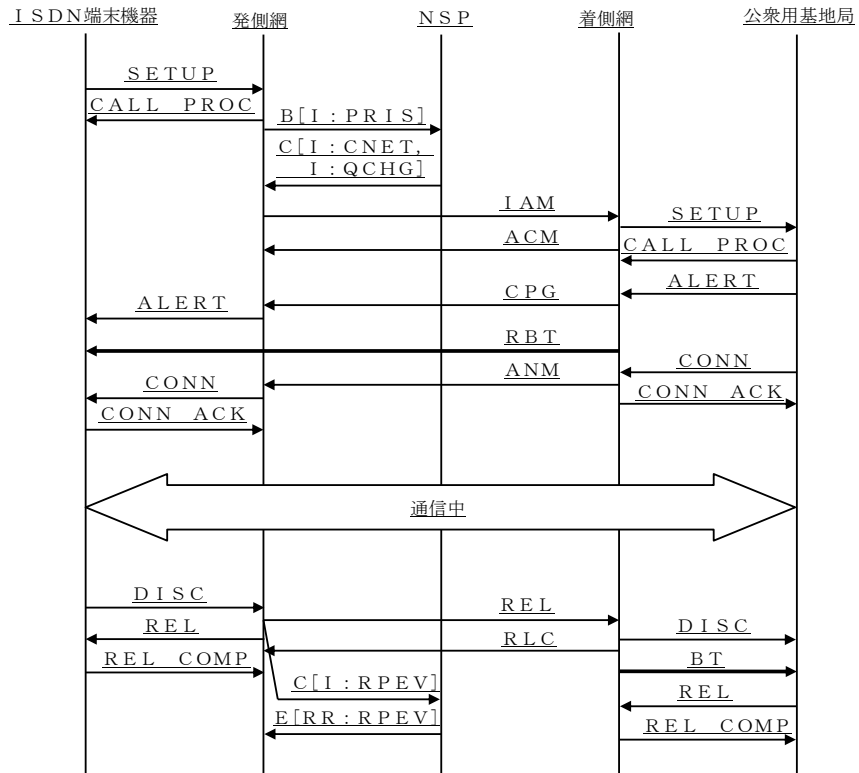 ＩＳＤＮ端末機器 発側網 ＮＳＰ 着側網 公衆用基地局
ＳＥＴＵＰ
ＣＡＬＬ　ＰＲＯＣ
Ｂ［Ｉ：ＰＲＩＳ］
Ｃ［Ｉ：ＣＮＥＴ，
Ｉ：ＱＣＨＧ］
ＩＡＭ
ＳＥＴＵＰ
ＡＣＭ
ＣＡＬＬ　ＰＲＯＣ
ＡＬＥＲＴ
ＣＰＧ
ＡＬＥＲＴ
ＲＢＴ
ＣＯＮＮ
ＡＮＭ
ＣＯＮＮ
ＣＯＮＮ　ＡＣＫ
ＣＯＮＮ　ＡＣＫ
通信中
ＤＩＳＣ
ＲＥＬ
ＲＥＬ
ＤＩＳＣ
ＲＬＣ
ＲＥＬ　ＣＯＭＰ
ＢＴ
Ｃ［Ｉ：ＲＰＥＶ］
ＲＥＬ
Ｅ［ＲＲ：ＲＰＥＶ］
ＲＥＬ　ＣＯＭＰ